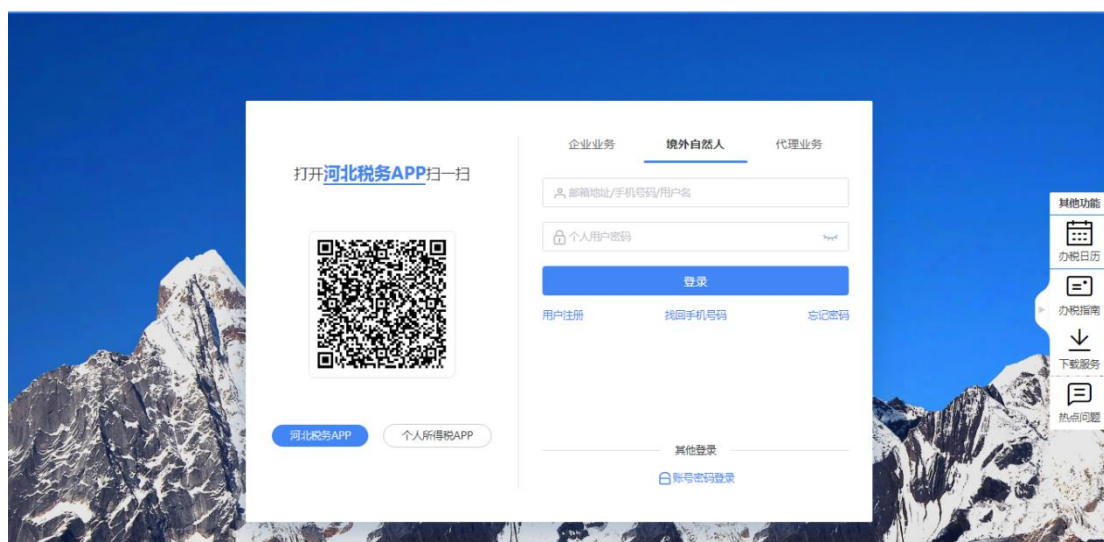 打开河北税务APP扫一扫
河北税务APP
个人所得税APP
企业业务
境外自然人
代理业务
邮箱地址/手机号码/用户名
个人用户密码
登录
用户注册
找回手机号码
忘记密码
其他登录
账号密码登录
其他功能
办税日历
办税指南
下载服务
热点问题